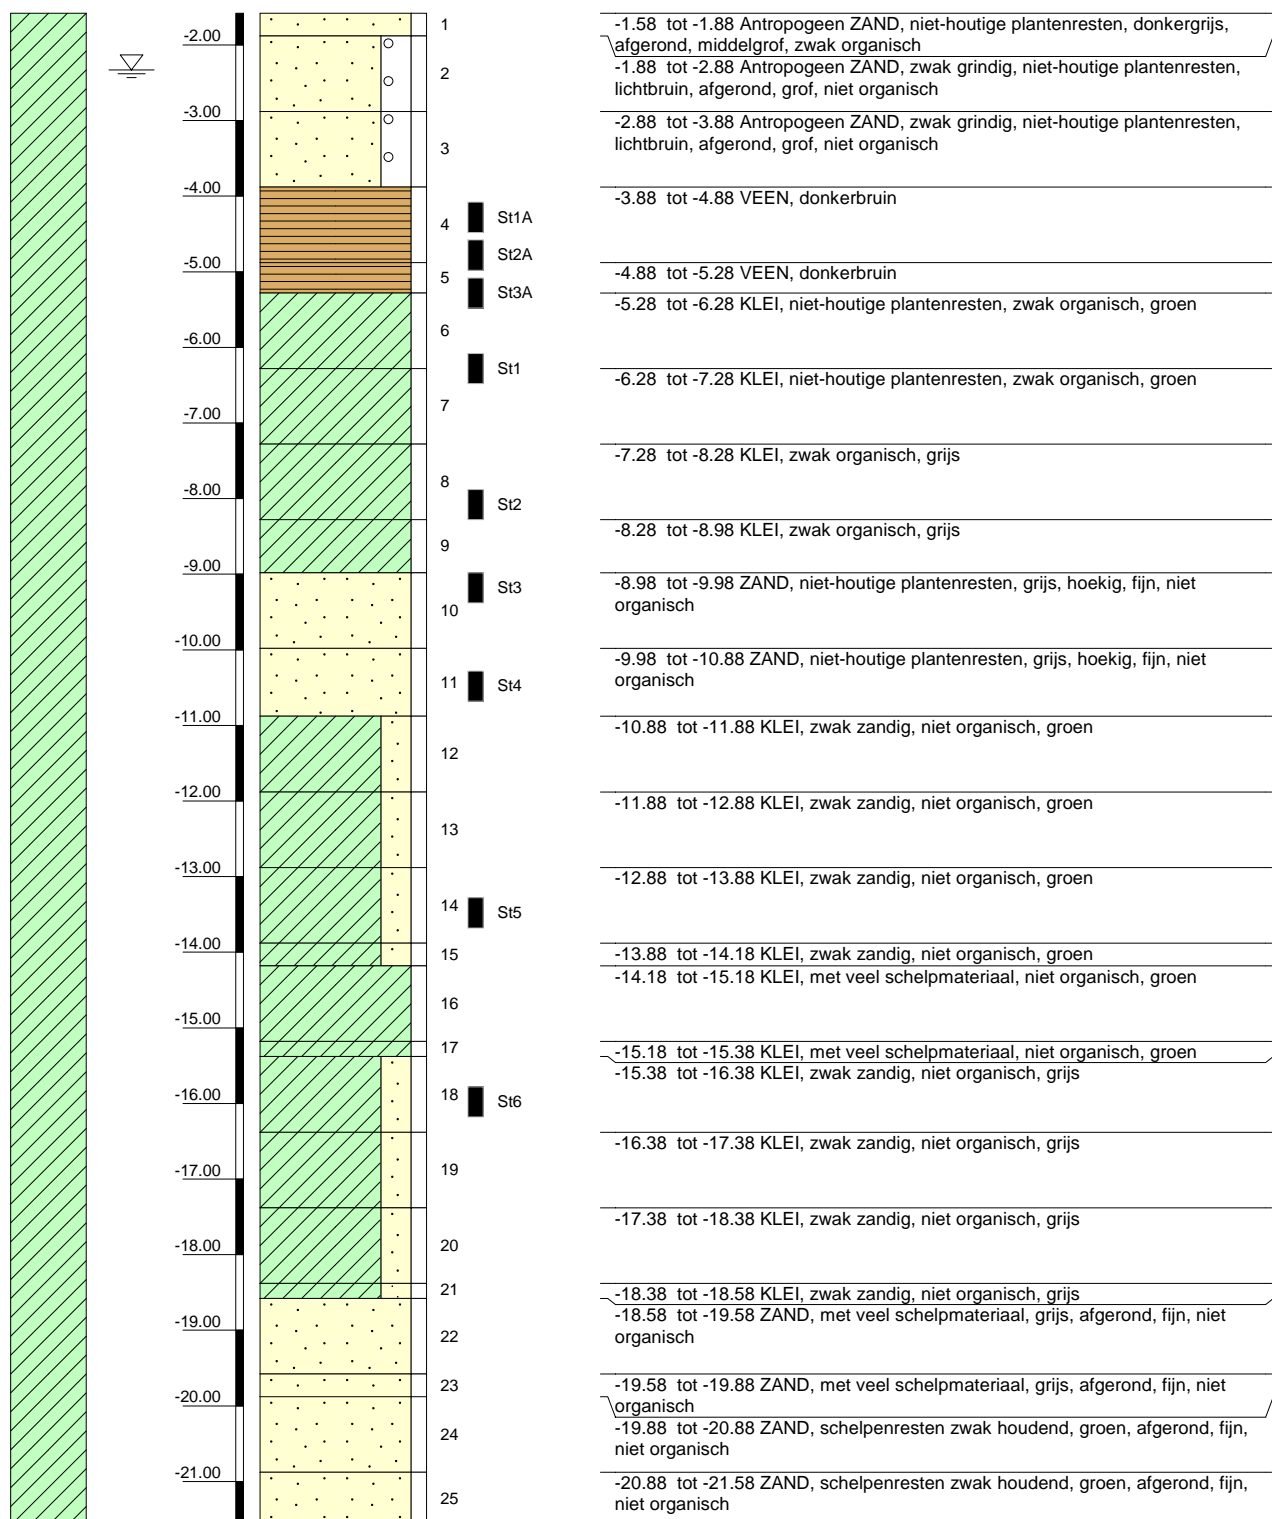 1
-1.58 tot -1.88 Antropogeen ZAND, niet-houtige plantenresten, donkergrijs,
afgerond, middelgrof, zwak organisch
-2.00
2
-1.88 tot -2.88 Antropogeen ZAND, zwak grindig, niet-houtige plantenresten,
lichtbruin, afgerond, grof, niet organisch
-3.00
3
-2.88 tot -3.88 Antropogeen ZAND, zwak grindig, niet-houtige plantenresten,
lichtbruin, afgerond, grof, niet organisch
-4.00
-3.88 tot -4.88 VEEN, donkerbruin
4
St1A
St2A
-5.00
5
-4.88 tot -5.28 VEEN, donkerbruin
St3A
-5.28 tot -6.28 KLEI, niet-houtige plantenresten, zwak organisch, groen
6
-6.00
St1
-6.28 tot -7.28 KLEI, niet-houtige plantenresten, zwak organisch, groen
7
-7.00
-7.28 tot -8.28 KLEI, zwak organisch, grijs
8
-8.00
St2
-8.28 tot -8.98 KLEI, zwak organisch, grijs
9
-9.00
St3
-8.98 tot -9.98 ZAND, niet-houtige plantenresten, grijs, hoekig, fijn, niet
organisch
10
-10.00
-9.98 tot -10.88 ZAND, niet-houtige plantenresten, grijs, hoekig, fijn, niet
organisch
11
St4
-11.00
-10.88 tot -11.88 KLEI, zwak zandig, niet organisch, groen
12
-12.00
-11.88 tot -12.88 KLEI, zwak zandig, niet organisch, groen
13
-13.00
-12.88 tot -13.88 KLEI, zwak zandig, niet organisch, groen
14
St5
-14.00
15
-13.88 tot -14.18 KLEI, zwak zandig, niet organisch, groen
-14.18 tot -15.18 KLEI, met veel schelpmateriaal, niet organisch, groen
16
-15.00
17
-15.18 tot -15.38 KLEI, met veel schelpmateriaal, niet organisch, groen
-15.38 tot -16.38 KLEI, zwak zandig, niet organisch, grijs
18
St6
-16.00
-16.38 tot -17.38 KLEI, zwak zandig, niet organisch, grijs
19
-17.00
-17.38 tot -18.38 KLEI, zwak zandig, niet organisch, grijs
20
-18.00
21
-18.38 tot -18.58 KLEI, zwak zandig, niet organisch, grijs
-18.58 tot -19.58 ZAND, met veel schelpmateriaal, grijs, afgerond, fijn, niet
organisch
-19.00
22
23
-19.58 tot -19.88 ZAND, met veel schelpmateriaal, grijs, afgerond, fijn, niet
organisch
-20.00
24
-19.88 tot -20.88 ZAND, schelpenresten zwak houdend, groen, afgerond, fijn,
niet organisch
-21.00
25
-20.88 tot -21.58 ZAND, schelpenresten zwak houdend, groen, afgerond, fijn,
niet organisch